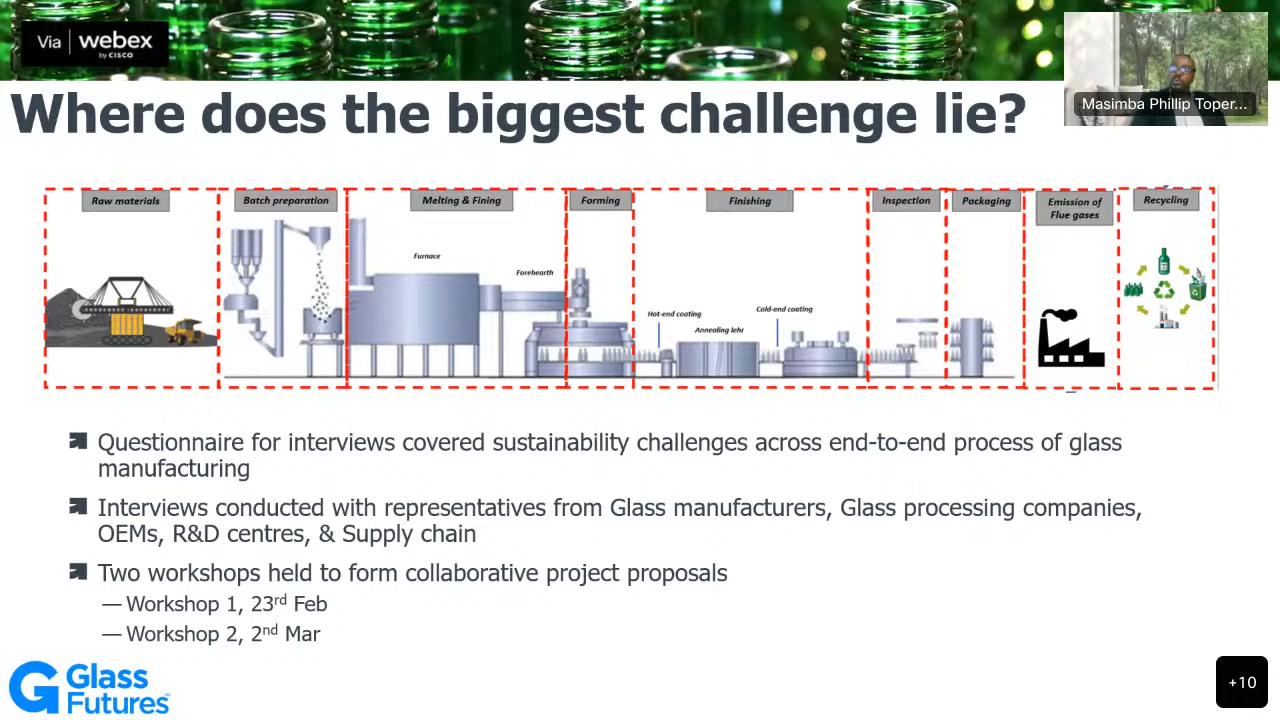 Via webex
by CISCO
Masimba Phillip Toper...
Where does the biggest challenge lie?
Raw materials
Batch preparation
Melting & Fining
Forming
Finishing
Inspection
Packaging
Emission of
Flue gases
Recycling
Furnace
Forehearth
Hot-end coating
Annealing lehr
Cold-end coating
Questionnaire for interviews covered sustainability challenges across end-to-end process of glass
manufacturing
Interviews conducted with representatives from Glass manufacturers, Glass processing companies,
OEMs, R&D centres, & Supply chain
Two workshops held to form collaborative project proposals
— Workshop 1, 23rd Feb
— Workshop 2, 2nd Mar
Glass
Futures™
+10